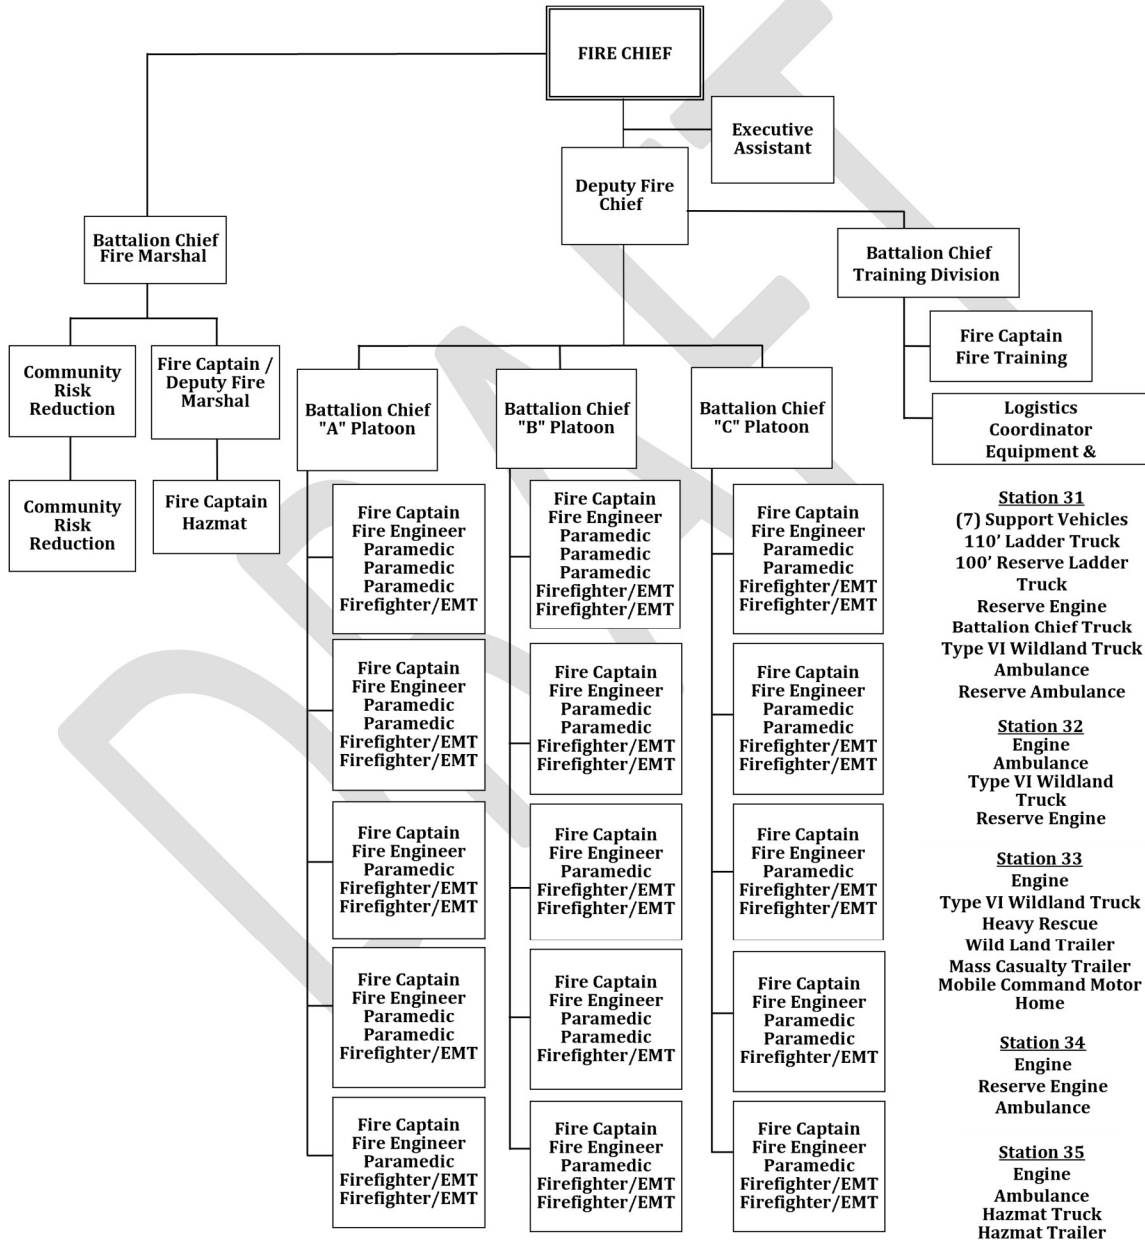 FIRE CHIEF
Executive
Assistant
Deputy Fire
Chief
Battalion Chief
Fire Marshal
Battalion Chief
Training Division
Community
Risk
Reduction
Fire Captain /
Deputy Fire
Marshal
Fire Captain
Fire Training
Community
Risk
Reduction
Fire Captain
Hazmat
Logistics
Coordinator
Equipment &
Battalion Chief
"A" Platoon
Fire Captain
Fire Engineer
Paramedic
Paramedic
Paramedic
Firefighter/EMT
Fire Captain
Fire Engineer
Paramedic
Paramedic
Firefighter/EMT
Firefighter/EMT
Fire Captain
Fire Engineer
Paramedic
Firefighter/EMT
Firefighter/EMT
Fire Captain
Fire Engineer
Paramedic
Paramedic
Firefighter/EMT
Fire Captain
Fire Engineer
Paramedic
Firefighter/EMT
Firefighter/EMT
Battalion Chief
"B" Platoon
Fire Captain
Fire Engineer
Paramedic
Paramedic
Paramedic
Firefighter/EMT
Firefighter/EMT
Fire Captain
Fire Engineer
Paramedic
Paramedic
Firefighter/EMT
Firefighter/EMT
Fire Captain
Fire Engineer
Paramedic
Firefighter/EMT
Firefighter/EMT
Fire Captain
Fire Engineer
Paramedic
Paramedic
Firefighter/EMT
Fire Captain
Fire Engineer
Paramedic
Firefighter/EMT
Firefighter/EMT
Battalion Chief
"C" Platoon
Fire Captain
Fire Engineer
Paramedic
Paramedic
Firefighter/EMT
Firefighter/EMT
Fire Captain
Fire Engineer
Paramedic
Paramedic
Firefighter/EMT
Firefighter/EMT
Fire Captain
Fire Engineer
Paramedic
Firefighter/EMT
Firefighter/EMT
Fire Captain
Fire Engineer
Paramedic
Paramedic
Firefighter/EMT
Fire Captain
Fire Engineer
Paramedic
Firefighter/EMT
Firefighter/EMT
Station 31
(7) Support Vehicles
110’ Ladder Truck
100’ Reserve Ladder
Truck
Reserve Engine
Battalion Chief Truck
Type VI Wildland Truck
Ambulance
Reserve Ambulance
Station 32
Engine
Ambulance
Type VI Wildland
Truck
Reserve Engine
Station 33
Engine
Type VI Wildland Truck
Heavy Rescue
Wild Land Trailer
Mass Casualty Trailer
Mobile Command Motor
Home
Station 34
Engine
Reserve Engine
Ambulance
Station 35
Engine
Ambulance
Hazmat Truck
Hazmat Trailer
DRAFT